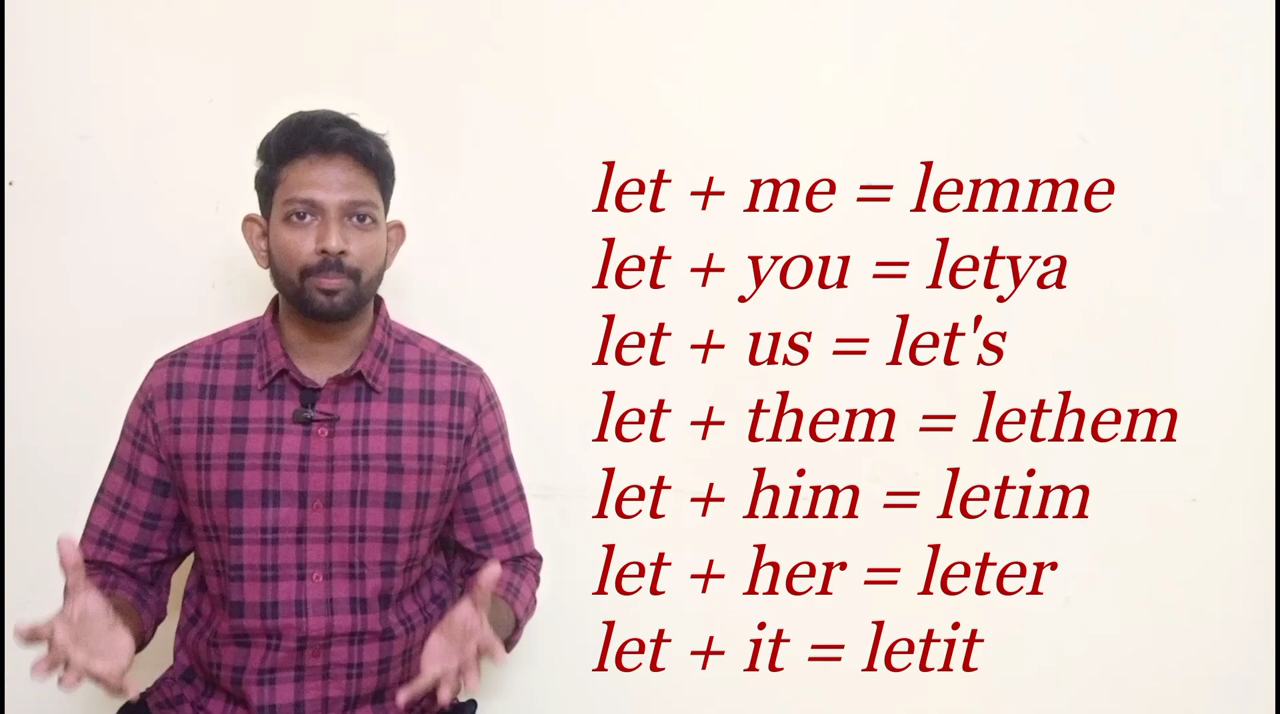 let + me = lemme
let + you = letya
let + us = let's
let + them = lethem
let + him = letim
let + her = leter
let + it = letit